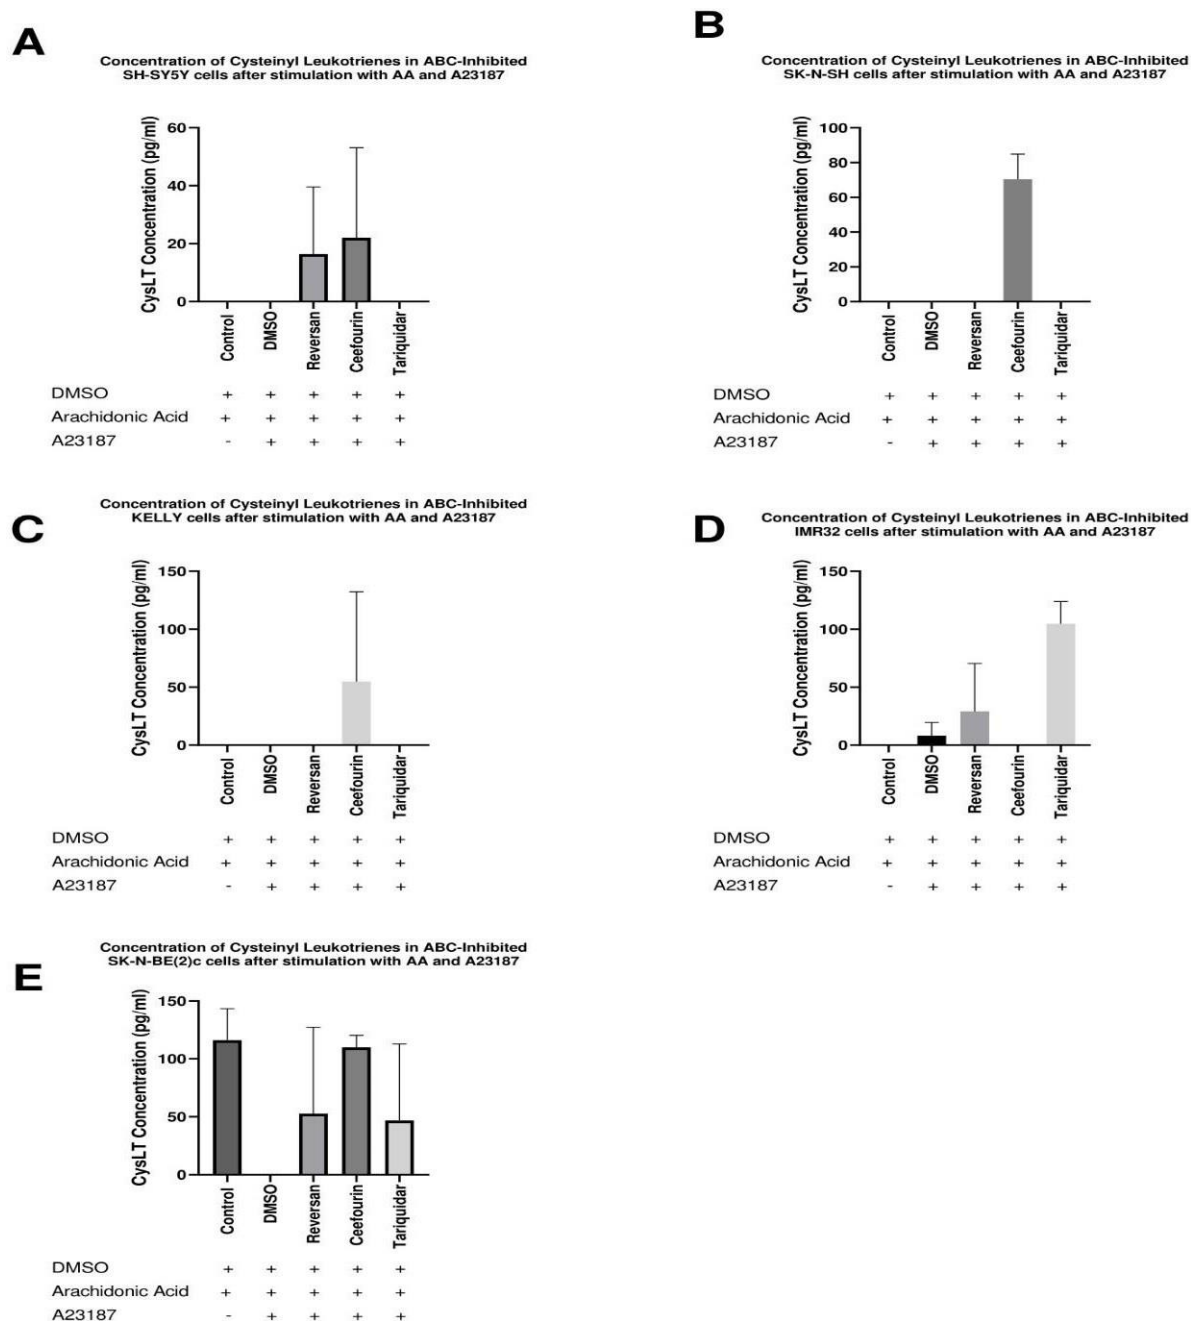 A
Concentration of Cysteinyl Leukotrienes in ABC-Inhibited
SH-SY5Y cells after stimulation with AA and A23187
CysLT Concentration (pg/ml)
60
40
20
0
Control
DMSO
Reversan
Ceefourin
Tariquidar
DMSO + + + + +
Arachidonic Acid + + + + +
A23187 - + + + +
B
Concentration of Cysteinyl Leukotrienes in ABC-Inhibited
SK-N-SH cells after stimulation with AA and A23187
CysLT Concentration (pg/ml)
100
80
60
40
20
0
Control
DMSO
Reversan
Ceefourin
Tariquidar
DMSO + + + + +
Arachidonic Acid + + + + +
A23187 - + + + +
C
Concentration of Cysteinyl Leukotrienes in ABC-Inhibited
KELLY cells after stimulation with AA and A23187
CysLT Concentration (pg/ml)
150
100
50
0
Control
DMSO
Reversan
Ceefourin
Tariquidar
DMSO + + + + +
Arachidonic Acid + + + + +
A23187 - + + + +
D
Concentration of Cysteinyl Leukotrienes in ABC-Inhibited
IMR32 cells after stimulation with AA and A23187
CysLT Concentration (pg/ml)
150
100
50
0
Control
DMSO
Reversan
Ceefourin
Tariquidar
DMSO + + + + +
Arachidonic Acid + + + + +
A23187 - + + + +
E
Concentration of Cysteinyl Leukotrienes in ABC-Inhibited
SK-N-BE(2)c cells after stimulation with AA and A23187
CysLT Concentration (pg/ml)
150
100
50
0
Control
DMSO
Reversan
Ceefourin
Tariquidar
DMSO + + + + +
Arachidonic Acid + + + + +
A23187 - + + + +